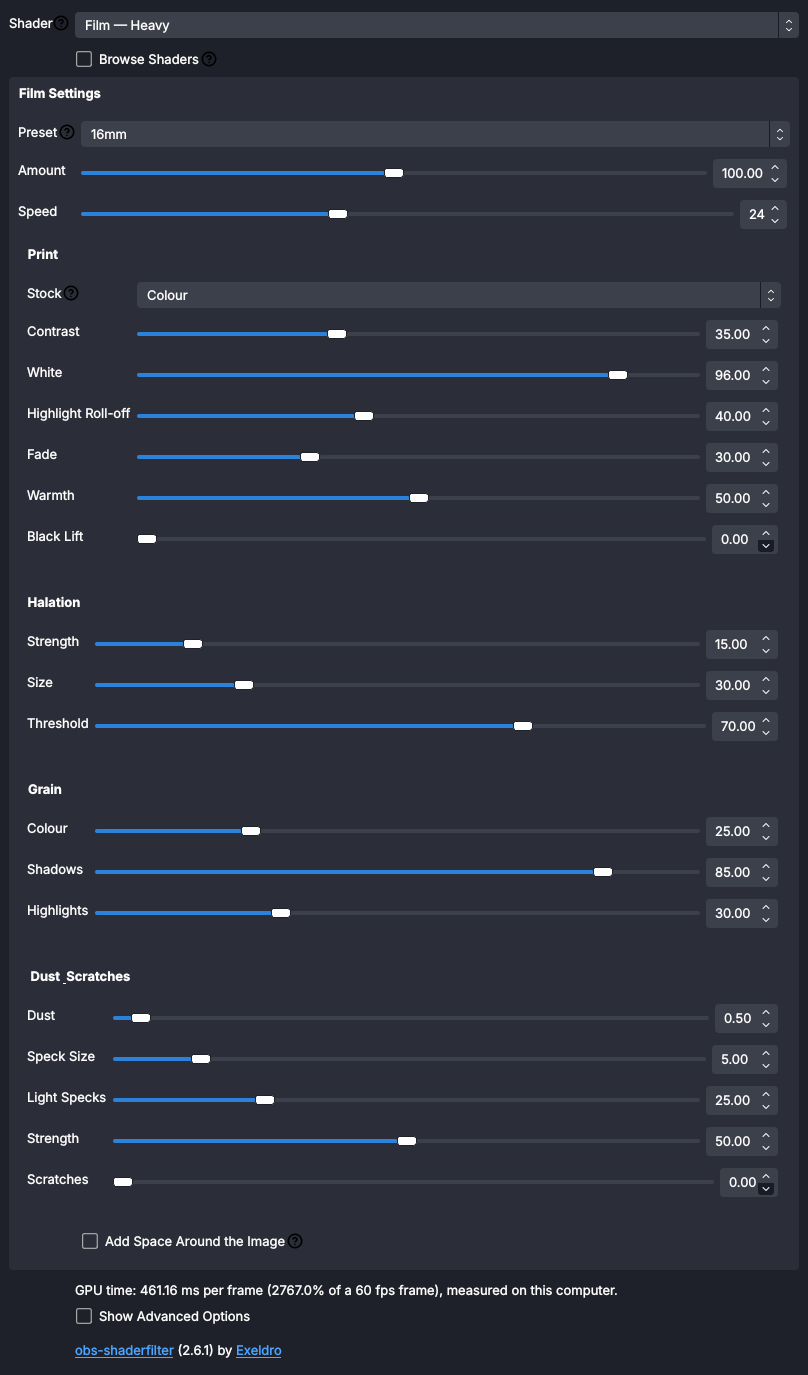 Shader ? Film — Heavy
Browse Shaders ?
Film Settings
Preset ? 16mm
Amount 100.00
Speed 24
Print
Stock ? Colour
Contrast 35.00
White 96.00
Highlight Roll-off 40.00
Fade 30.00
Warmth 50.00
Black Lift 0.00
Halation
Strength 15.00
Size 30.00
Threshold 70.00
Grain
Colour 25.00
Shadows 85.00
Highlights 30.00
Dust _Scratches
Dust 0.50
Speck Size 5.00
Light Specks 25.00
Strength 50.00
Scratches 0.00
Add Space Around the Image ?
GPU time: 461.16 ms per frame (2767.0% of a 60 fps frame), measured on this computer.
Show Advanced Options
obs-shaderfilter (2.6.1) by Exeldro